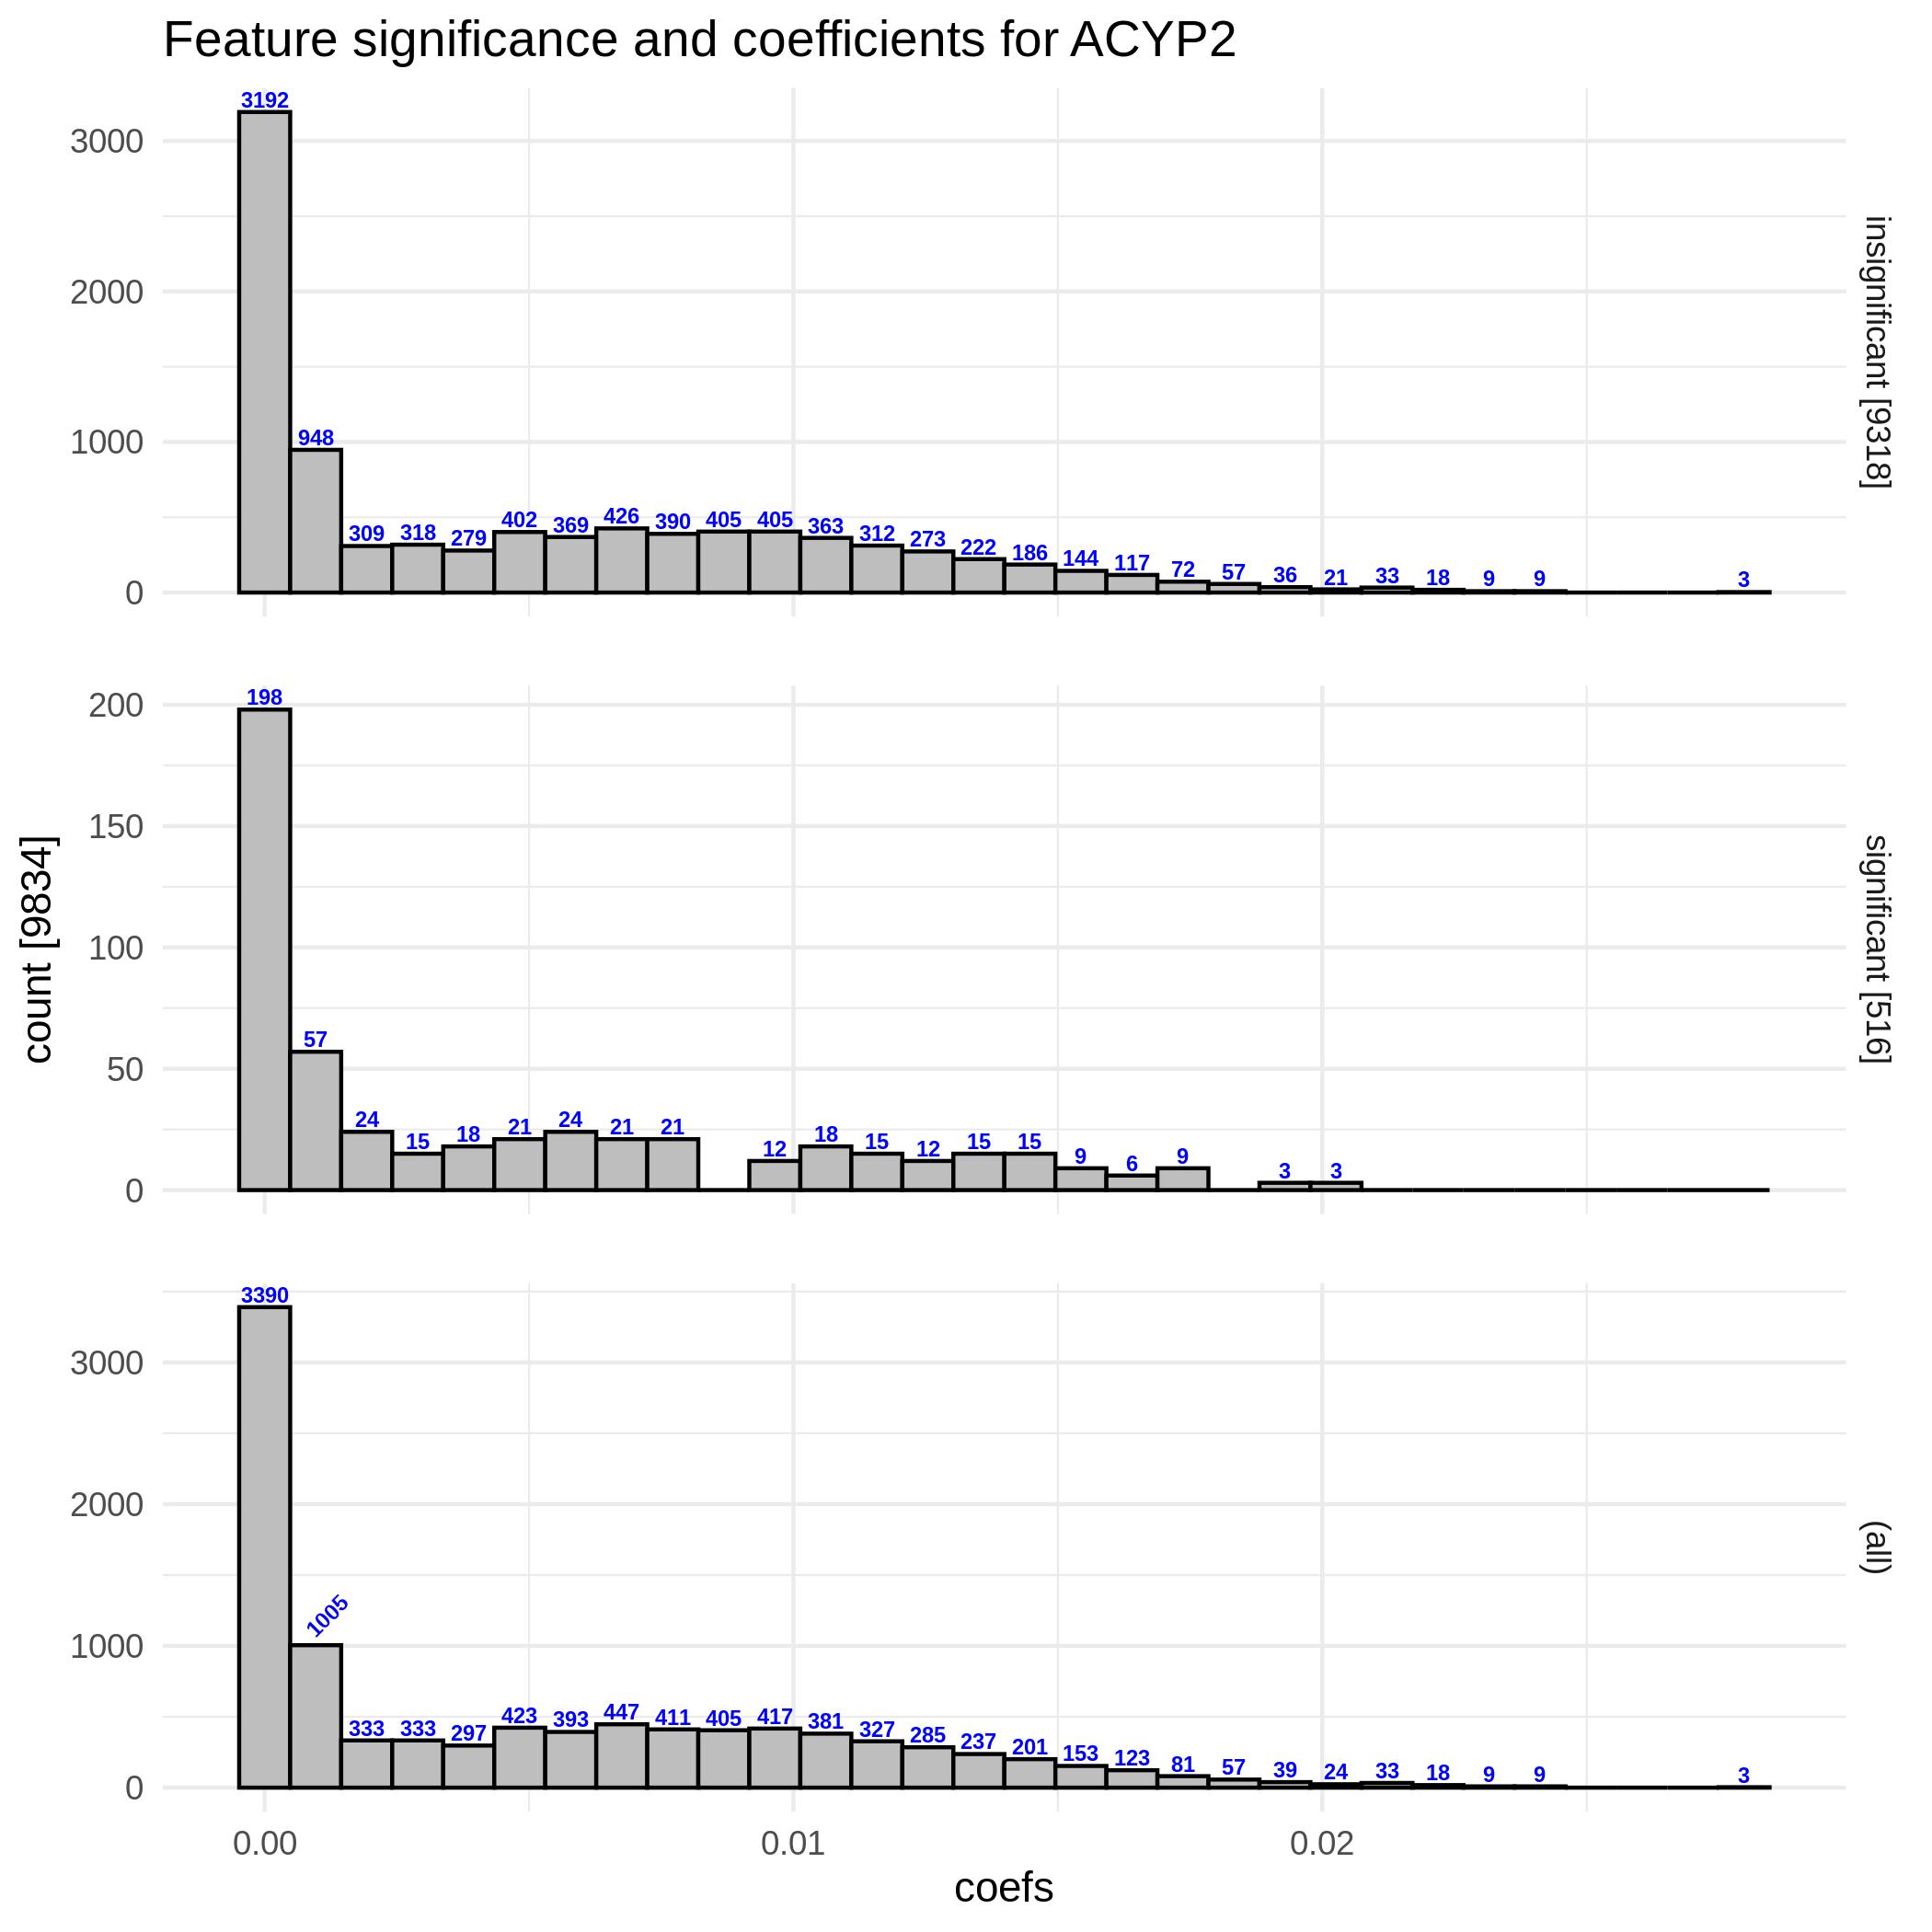 Feature significance and coefficients for ACYP2
3192
3000
2000
1000
948
309 318 279 402 369 426 390 405 405 363 312 273 222 186 144 117 72 57 36 21 33 18 9 9 3
0
insignificant [9318]
198
200
150
100
57
50
24 15 18 21 24 21 21 12 18 15 12 15 15 9 6 9 3 3
0
significant [516]
count [9834]
3390
3000
2000
1005
1000
333 333 297 423 393 447 411 405 417 381 327 285 237 201 153 123 81 57 39 24 33 18 9 9 3
0
(all)
0.00 0.01 0.02
coefs